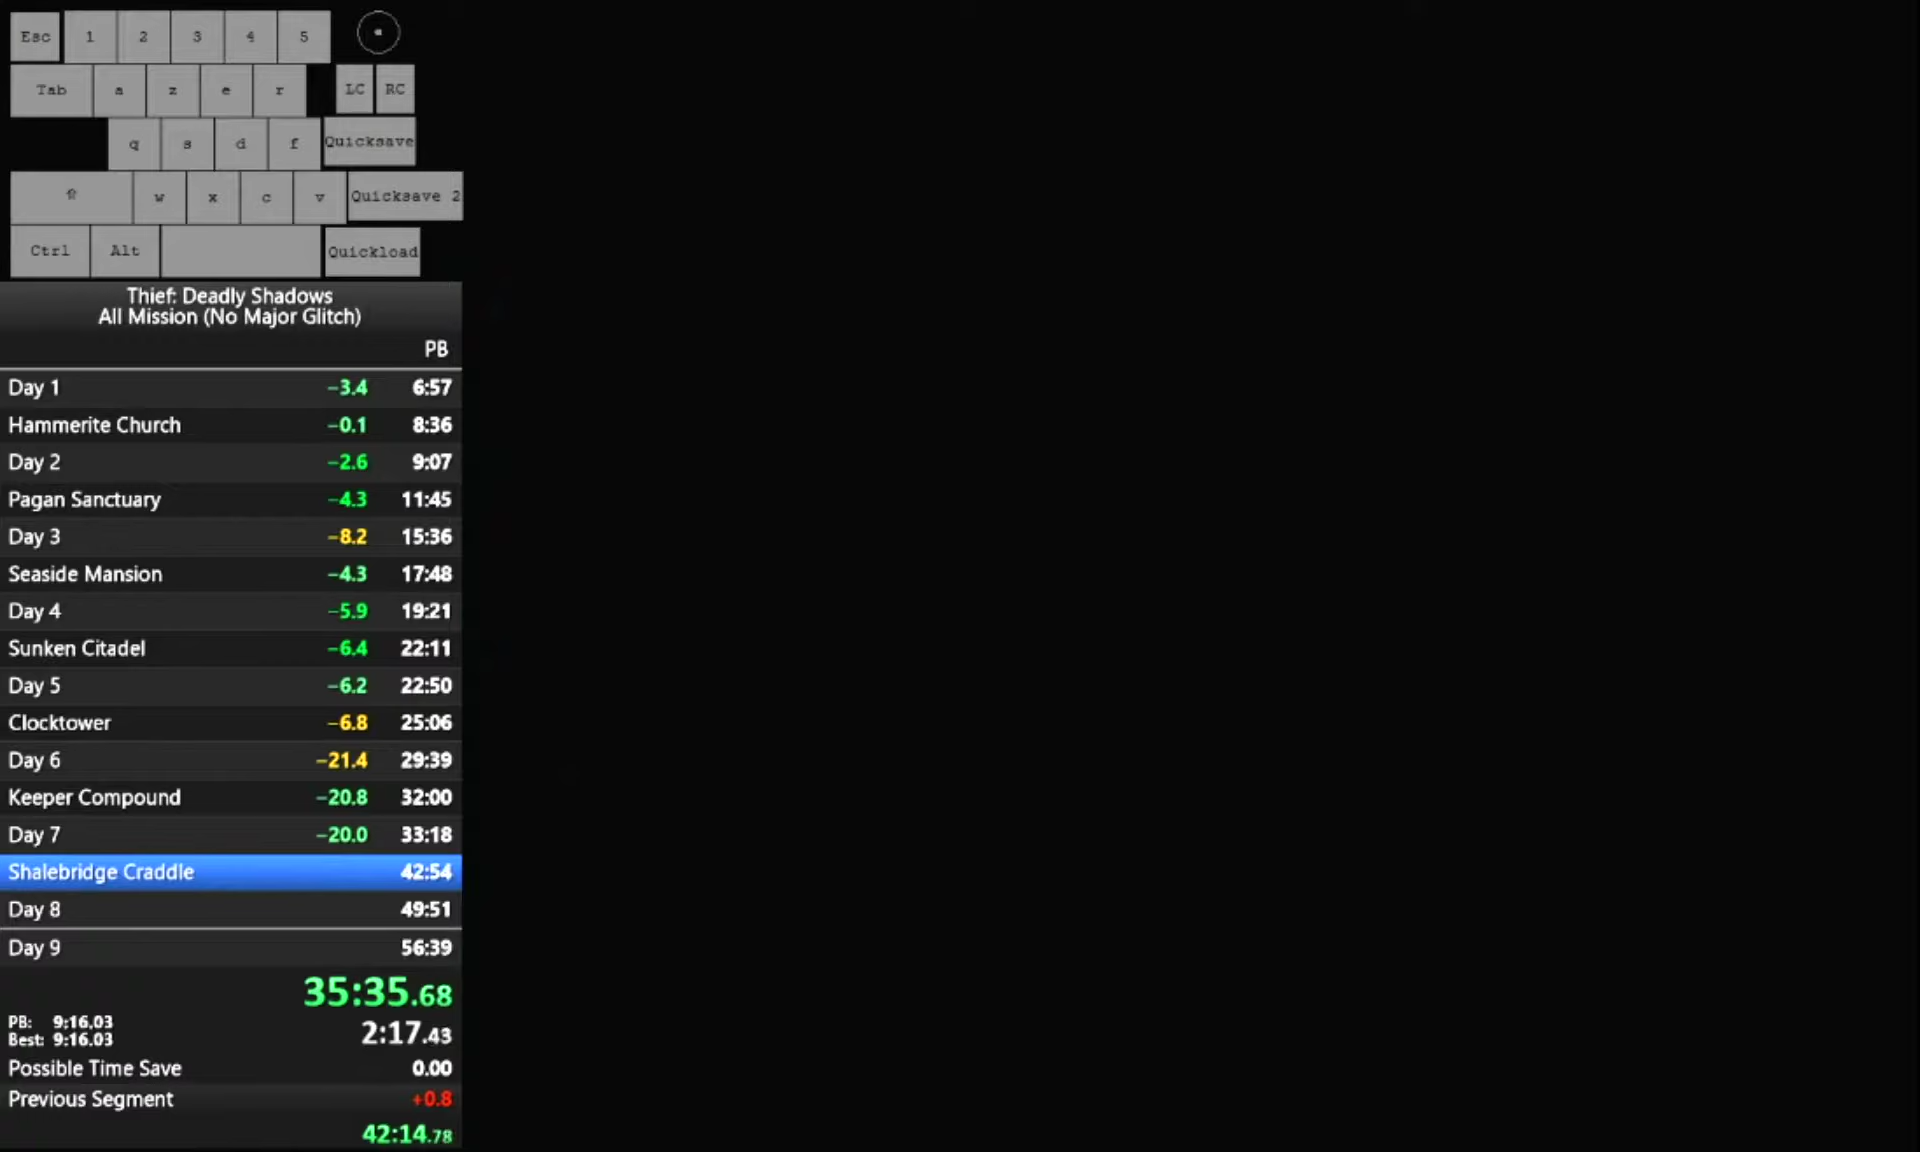 Esc 1 2 3 4 5
Tab a z e r LC RC
q s d f Quicksave
⇧ w x c v Quicksave 2
Ctrl Alt Quickload
Thief: Deadly Shadows
All Mission (No Major Glitch)
PB
Day 1 −3.4 6:57
Hammerite Church −0.1 8:36
Day 2 −2.6 9:07
Pagan Sanctuary −4.3 11:45
Day 3 −8.2 15:36
Seaside Mansion −4.3 17:48
Day 4 −5.9 19:21
Sunken Citadel −6.4 22:11
Day 5 −6.2 22:50
Clocktower −6.8 25:06
Day 6 −21.4 29:39
Keeper Compound −20.8 32:00
Day 7 −20.0 33:18
Shalebridge Craddle 42:54
Day 8 49:51
Day 9 56:39
35:35.68
PB: 9:16.03
Best: 9:16.03
2:17.43
Possible Time Save 0.00
Previous Segment +0.8
42:14.78